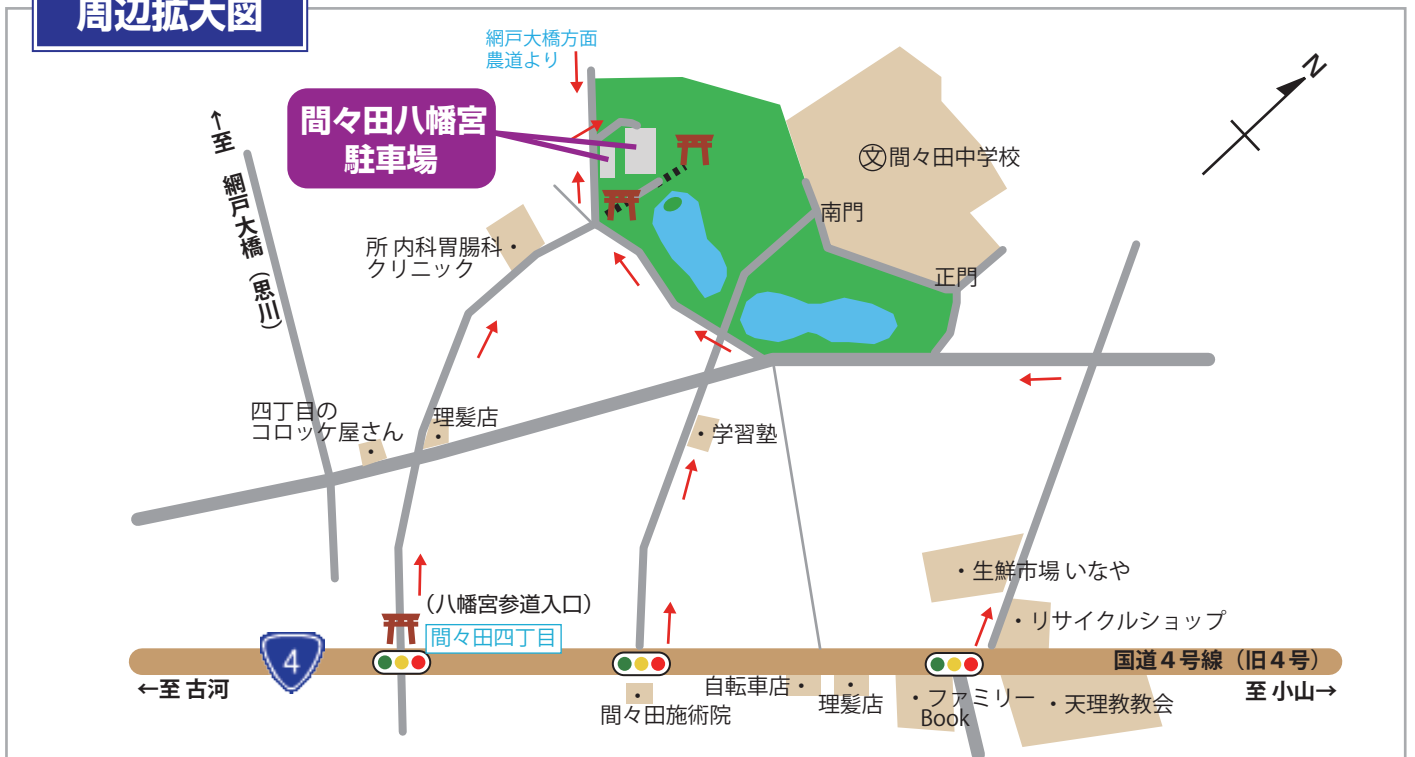 周辺拡大図
網戸大橋方面
農道より
N
間々田八幡宮
駐車場
㊫間々田中学校
南門
正門
←至 網戸大橋（思川）
所 内科胃腸科・
クリニック
四丁目の
コロッケ屋さん
理髪店
・学習塾
・生鮮市場 いなや
・リサイクルショップ
（八幡宮参道入口）
間々田四丁目
4
国道４号線（旧４号）
←至 古河
至 小山→
間々田施術院
自転車店・
理髪店
・ファミリー
Book
・天理教教会